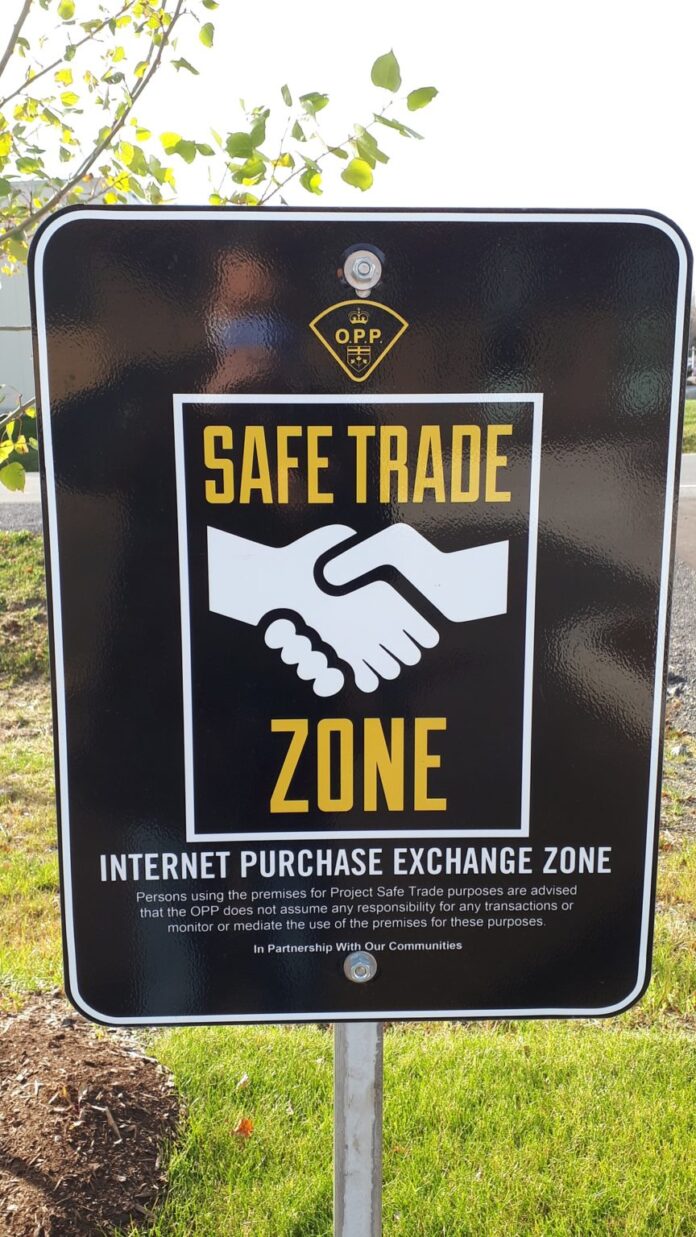 O.P.P.
SAFE TRADE
ZONE
INTERNET PURCHASE EXCHANGE ZONE
Persons using the premises for Project Safe Trade purposes are advised
that the OPP does not assume any responsibility for any transactions or
monitor or mediate the use of the premises for these purposes.
In Partnership With Our Communities